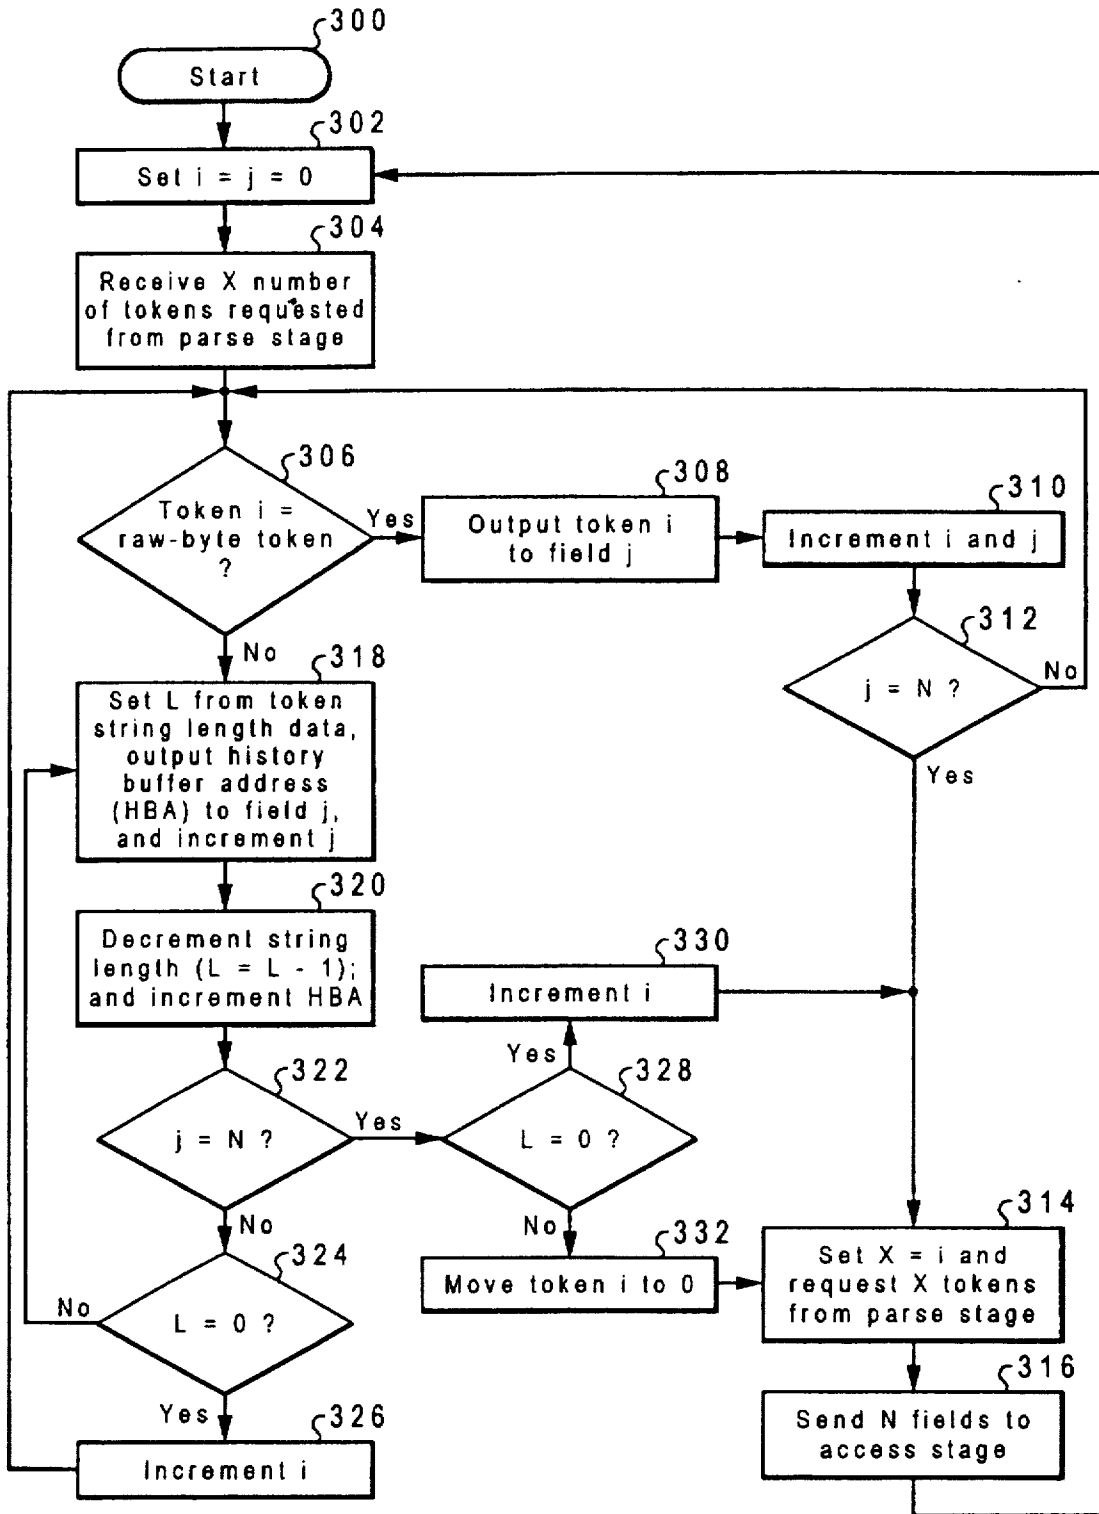 300
Start
302
Set i = j = 0
304
Receive X number
of tokens requested
from parse stage
306
Token i =
raw-byte token
?
Yes
308
Output token i
to field j
310
Increment i and j
312
j = N ?
No
Yes
No
318
Set L from token
string length data,
output history
buffer address
(HBA) to field j,
and increment j
320
Decrement string
length (L = L - 1);
and increment HBA
330
Increment i
322
j = N ?
Yes
Yes
328
L = 0 ?
No
No
324
L = 0 ?
No
332
Move token i to 0
314
Set X = i and
request X tokens
from parse stage
316
Send N fields to
access stage
Yes
326
Increment i